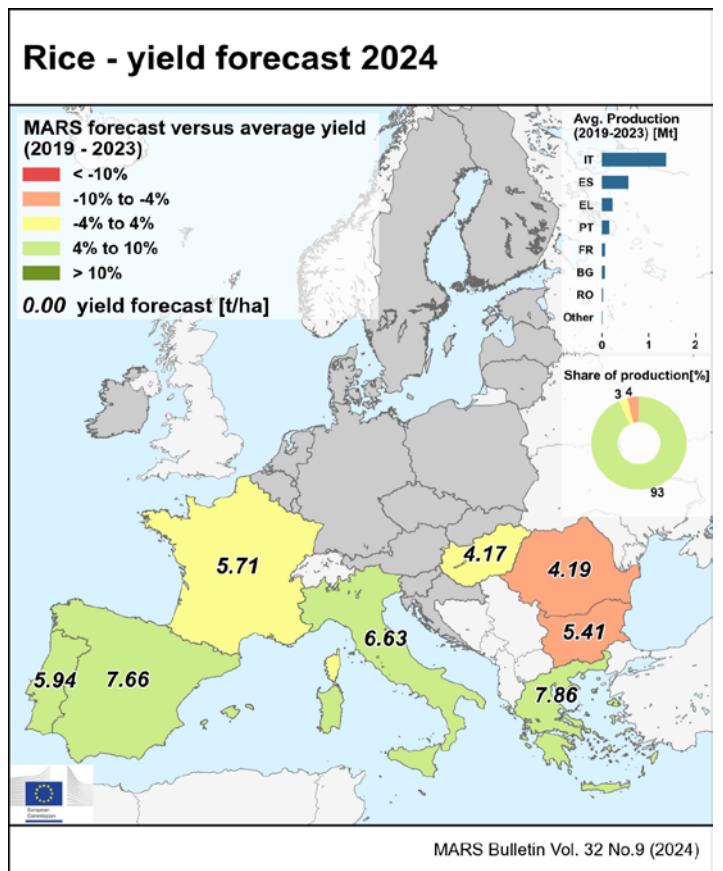 Rice - yield forecast 2024
MARS forecast versus average yield
(2019 - 2023)
< -10%
-10% to -4%
-4% to 4%
4% to 10%
> 10%
0.00 yield forecast [t/ha]
Avg. Production
(2019-2023) [Mt]
IT
ES
EL
PT
FR
BG
RO
Other
0 1 2
Share of production[%]
3 4
93
5.71
4.17
4.19
6.63
5.41
5.94
7.66
7.86
European
Commission
MARS Bulletin Vol. 32 No.9 (2024)